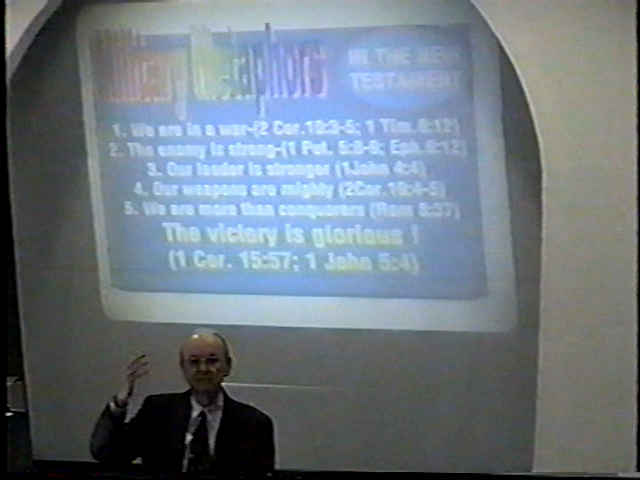 Military Metaphors
IN THE NEW
TESTAMENT
1. We are in a war-(2 Cor.10:3-5; 1 Tim. 6:12)
2. The enemy is strong-(1 Pet. 5:8-9; Eph. 6:12)
3. Our leader is stronger (1John 4:4)
4. Our weapons are mighty (2Cor. 10:4-5)
5. We are more than conquerors (Rom 8:37)
The victory is glorious !
(1 Cor. 15:57; 1 John 5:4)